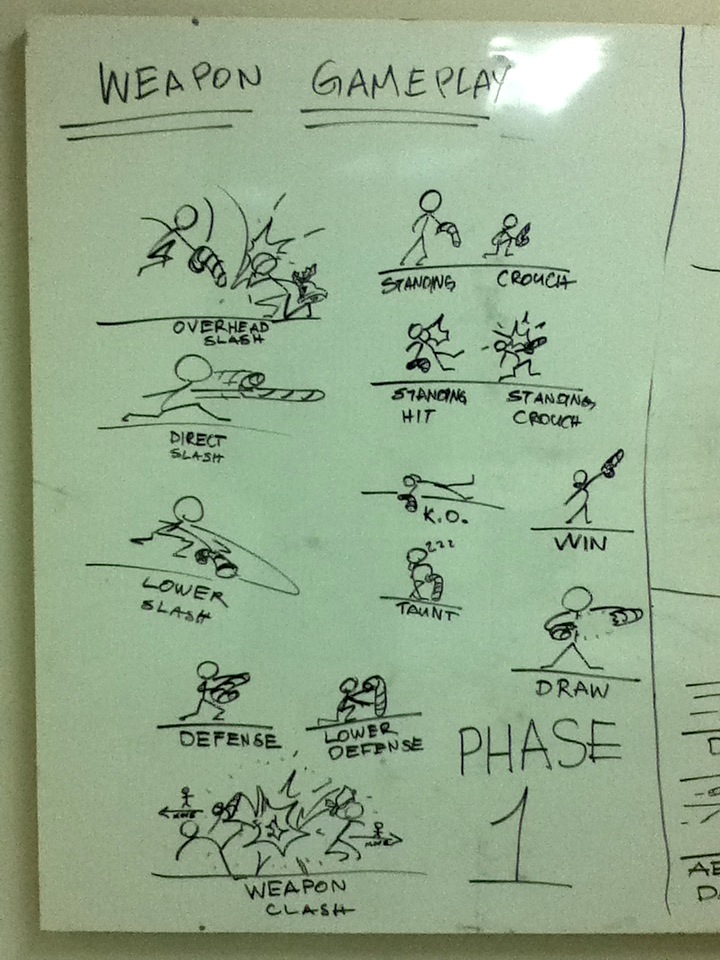 WEAPON GAMEPLAY
OVERHEAD
SLASH
STANDING
CROUCH
DIRECT
SLASH
STANDING
HIT
STANDING
CROUCH
LOWER
SLASH
K.O.
WIN
ZZZ
TAUNT
DRAW
DEFENSE
LOWER
DEFENSE
PHASE
1
WEAPON
CLASH